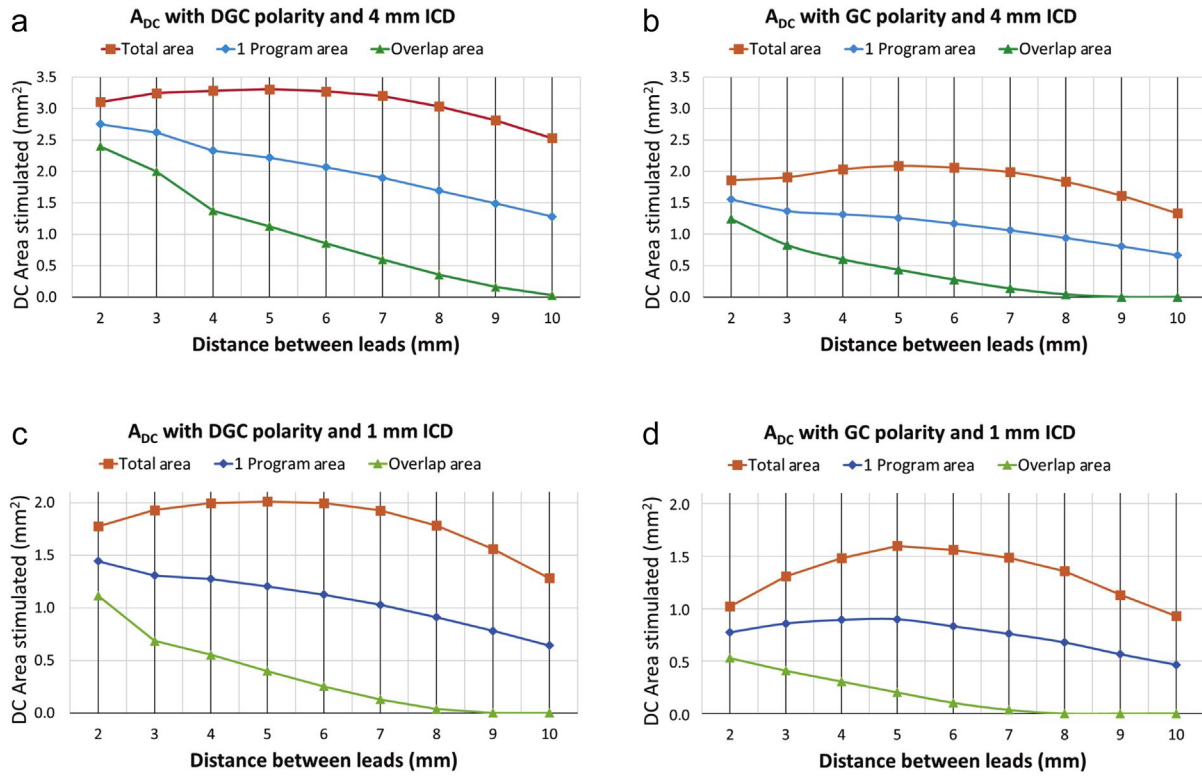 a
A_DC with DGC polarity and 4 mm ICD
Total area 1 Program area Overlap area
DC Area stimulated (mm²)
3.5
3.0
2.5
2.0
1.5
1.0
0.5
0.0
2 3 4 5 6 7 8 9 10
Distance between leads (mm)
b
A_DC with GC polarity and 4 mm ICD
Total area 1 Program area Overlap area
DC Area stimulated (mm²)
3.5
3.0
2.5
2.0
1.5
1.0
0.5
0.0
2 3 4 5 6 7 8 9 10
Distance between leads (mm)
c
A_DC with DGC polarity and 1 mm ICD
Total area 1 Program area Overlap area
DC Area stimulated (mm²)
2.0
1.5
1.0
0.5
0.0
2 3 4 5 6 7 8 9 10
Distance between leads (mm)
d
A_DC with GC polarity and 1 mm ICD
Total area 1 Program area Overlap area
DC Area stimulated (mm²)
2.0
1.5
1.0
0.5
0.0
2 3 4 5 6 7 8 9 10
Distance between leads (mm)